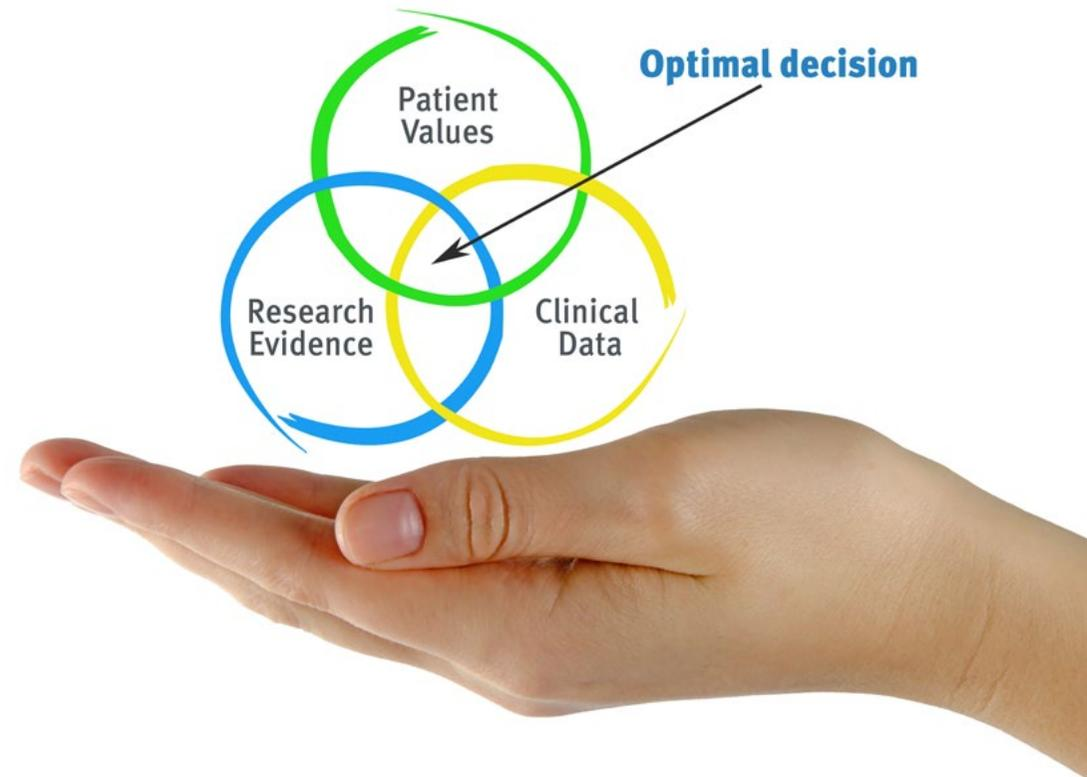 Optimal decision
Patient
Values
Research
Evidence
Clinical
Data